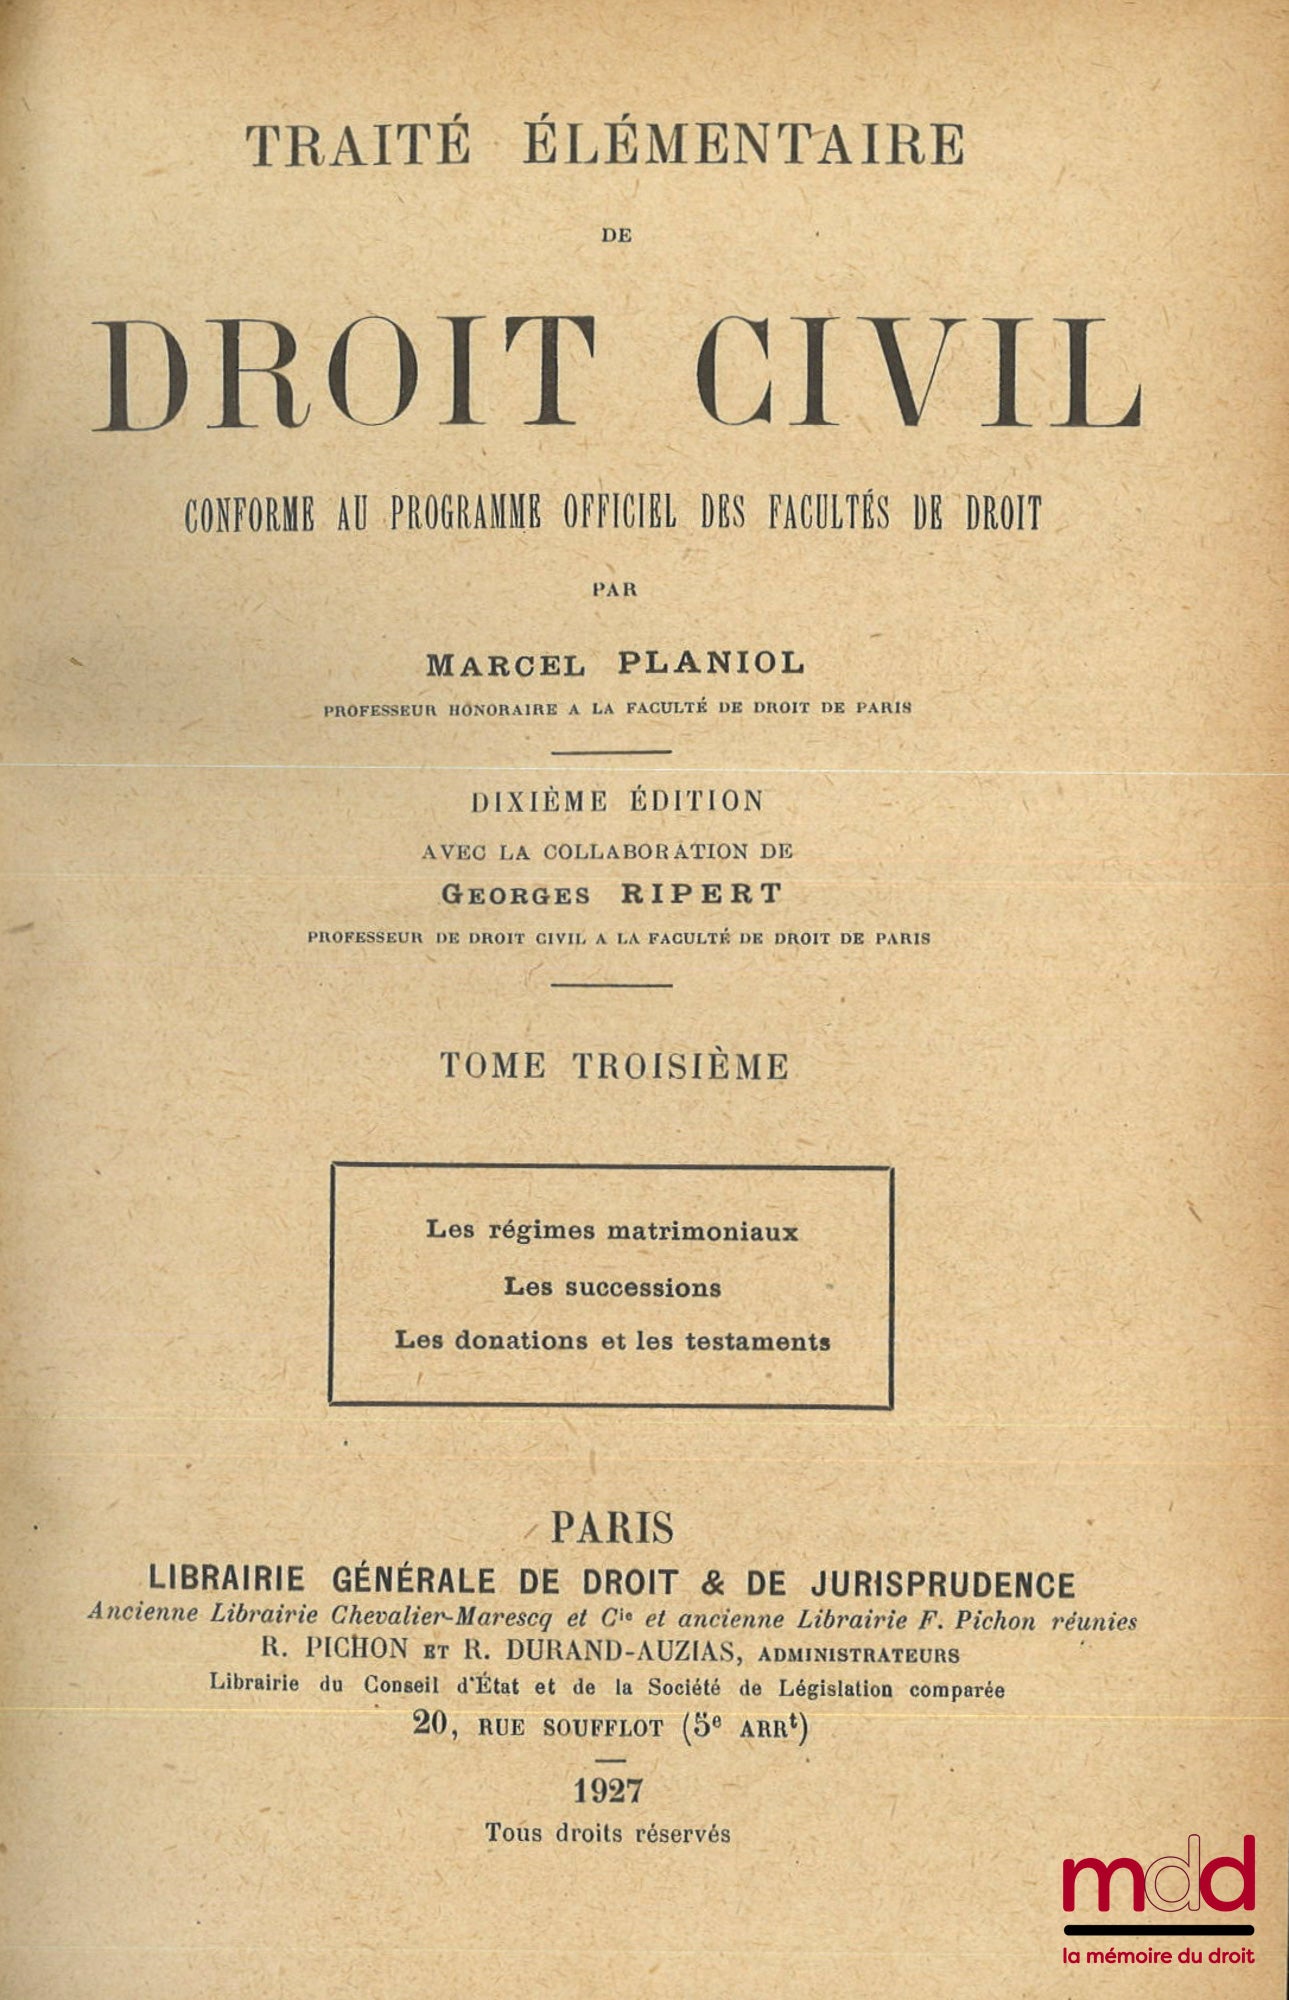 TRAITÉ ÉLÉMENTAIRE
DE
DROIT CIVIL
CONFORME AU PROGRAMME OFFICIEL DES FACULTÉS DE DROIT
PAR
MARCEL PLANIOL
PROFESSEUR HONORAIRE A LA FACULTÉ DE DROIT DE PARIS
DIXIÈME ÉDITION
AVEC LA COLLABORATION DE
GEORGES RIPERT
PROFESSEUR DE DROIT CIVIL A LA FACULTÉ DE DROIT DE PARIS
TOME TROISIÈME
Les régimes matrimoniaux
Les successions
Les donations et les testaments
PARIS
LIBRAIRIE GÉNÉRALE DE DROIT & DE JURISPRUDENCE
Ancienne Librairie Chevalier-Marescq et Cie et ancienne Librairie F. Pichon réunies
R. PICHON ET R. DURAND-AUZIAS, ADMINISTRATEURS
Librairie du Conseil d'État et de la Société de Législation comparée
20, RUE SOUFFLOT (5e ARRt)
1927
Tous droits réservés
mdd
la mémoire du droit